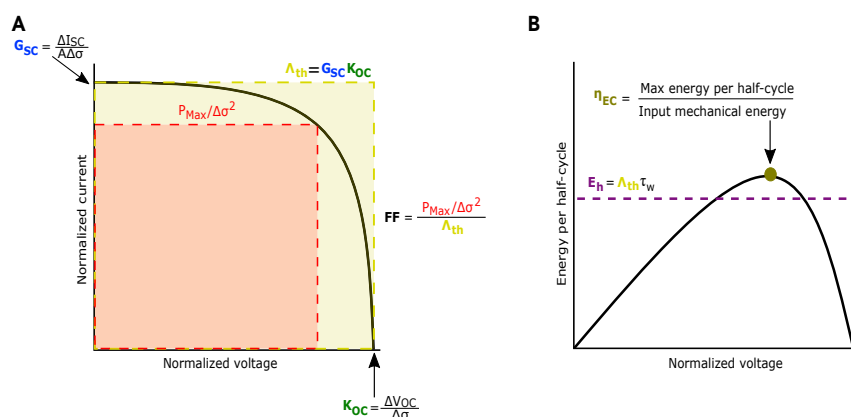 A
G_SC = ΔI_SC / AΔσ
Λ_th=G_SC K_OC
P_Max/Δσ²
Normalized current
FF = P_Max/Δσ² / Λ_th
Normalized voltage
K_OC = ΔV_OC / Δσ
B
η_EC = Max energy per half-cycle / Input mechanical energy
E_h = Λ_th τ_w
Energy per half-cycle
Normalized voltage